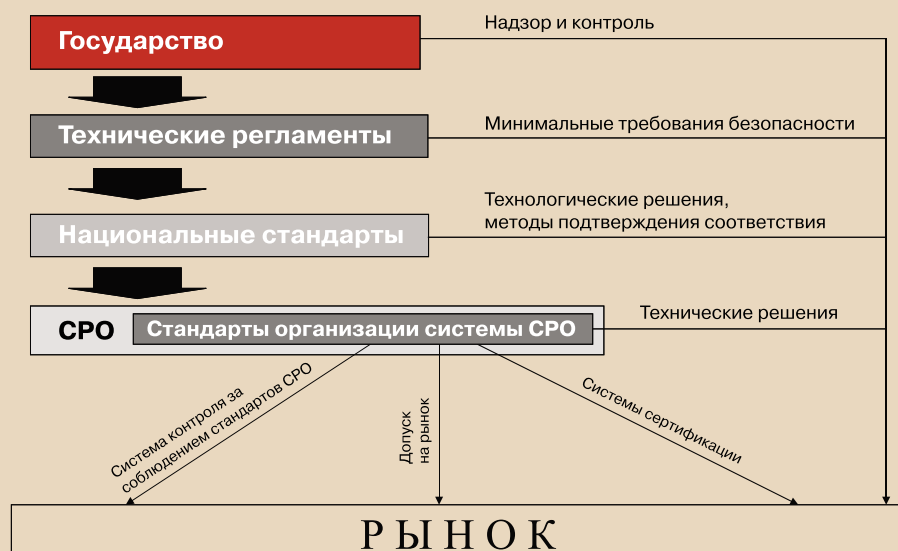 Государство
Надзор и контроль
Технические регламенты
Минимальные требования безопасности
Национальные стандарты
Технологические решения,
методы подтверждения соответствия
СРО
Стандарты организации системы СРО
Технические решения
Система контроля за
соблюдением стандартов СРО
Допуск
на рынок
Системы сертификации
РЫНОК